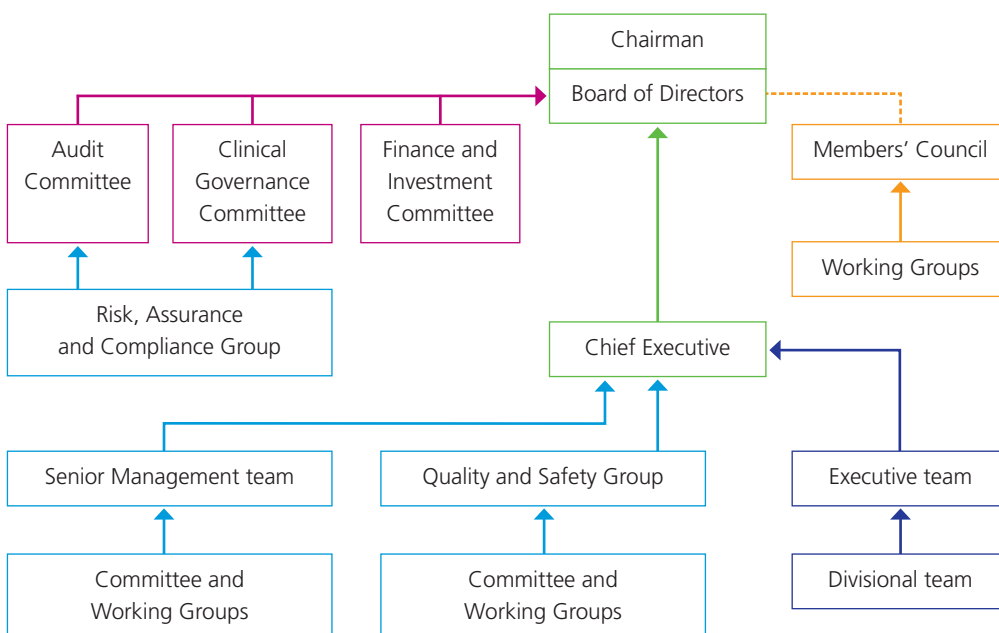 Chairman
Board of Directors
Audit
Committee
Clinical
Governance
Committee
Finance and
Investment
Committee
Members’ Council
Working Groups
Risk, Assurance
and Compliance Group
Chief Executive
Senior Management team
Quality and Safety Group
Executive team
Committee and
Working Groups
Committee and
Working Groups
Divisional team